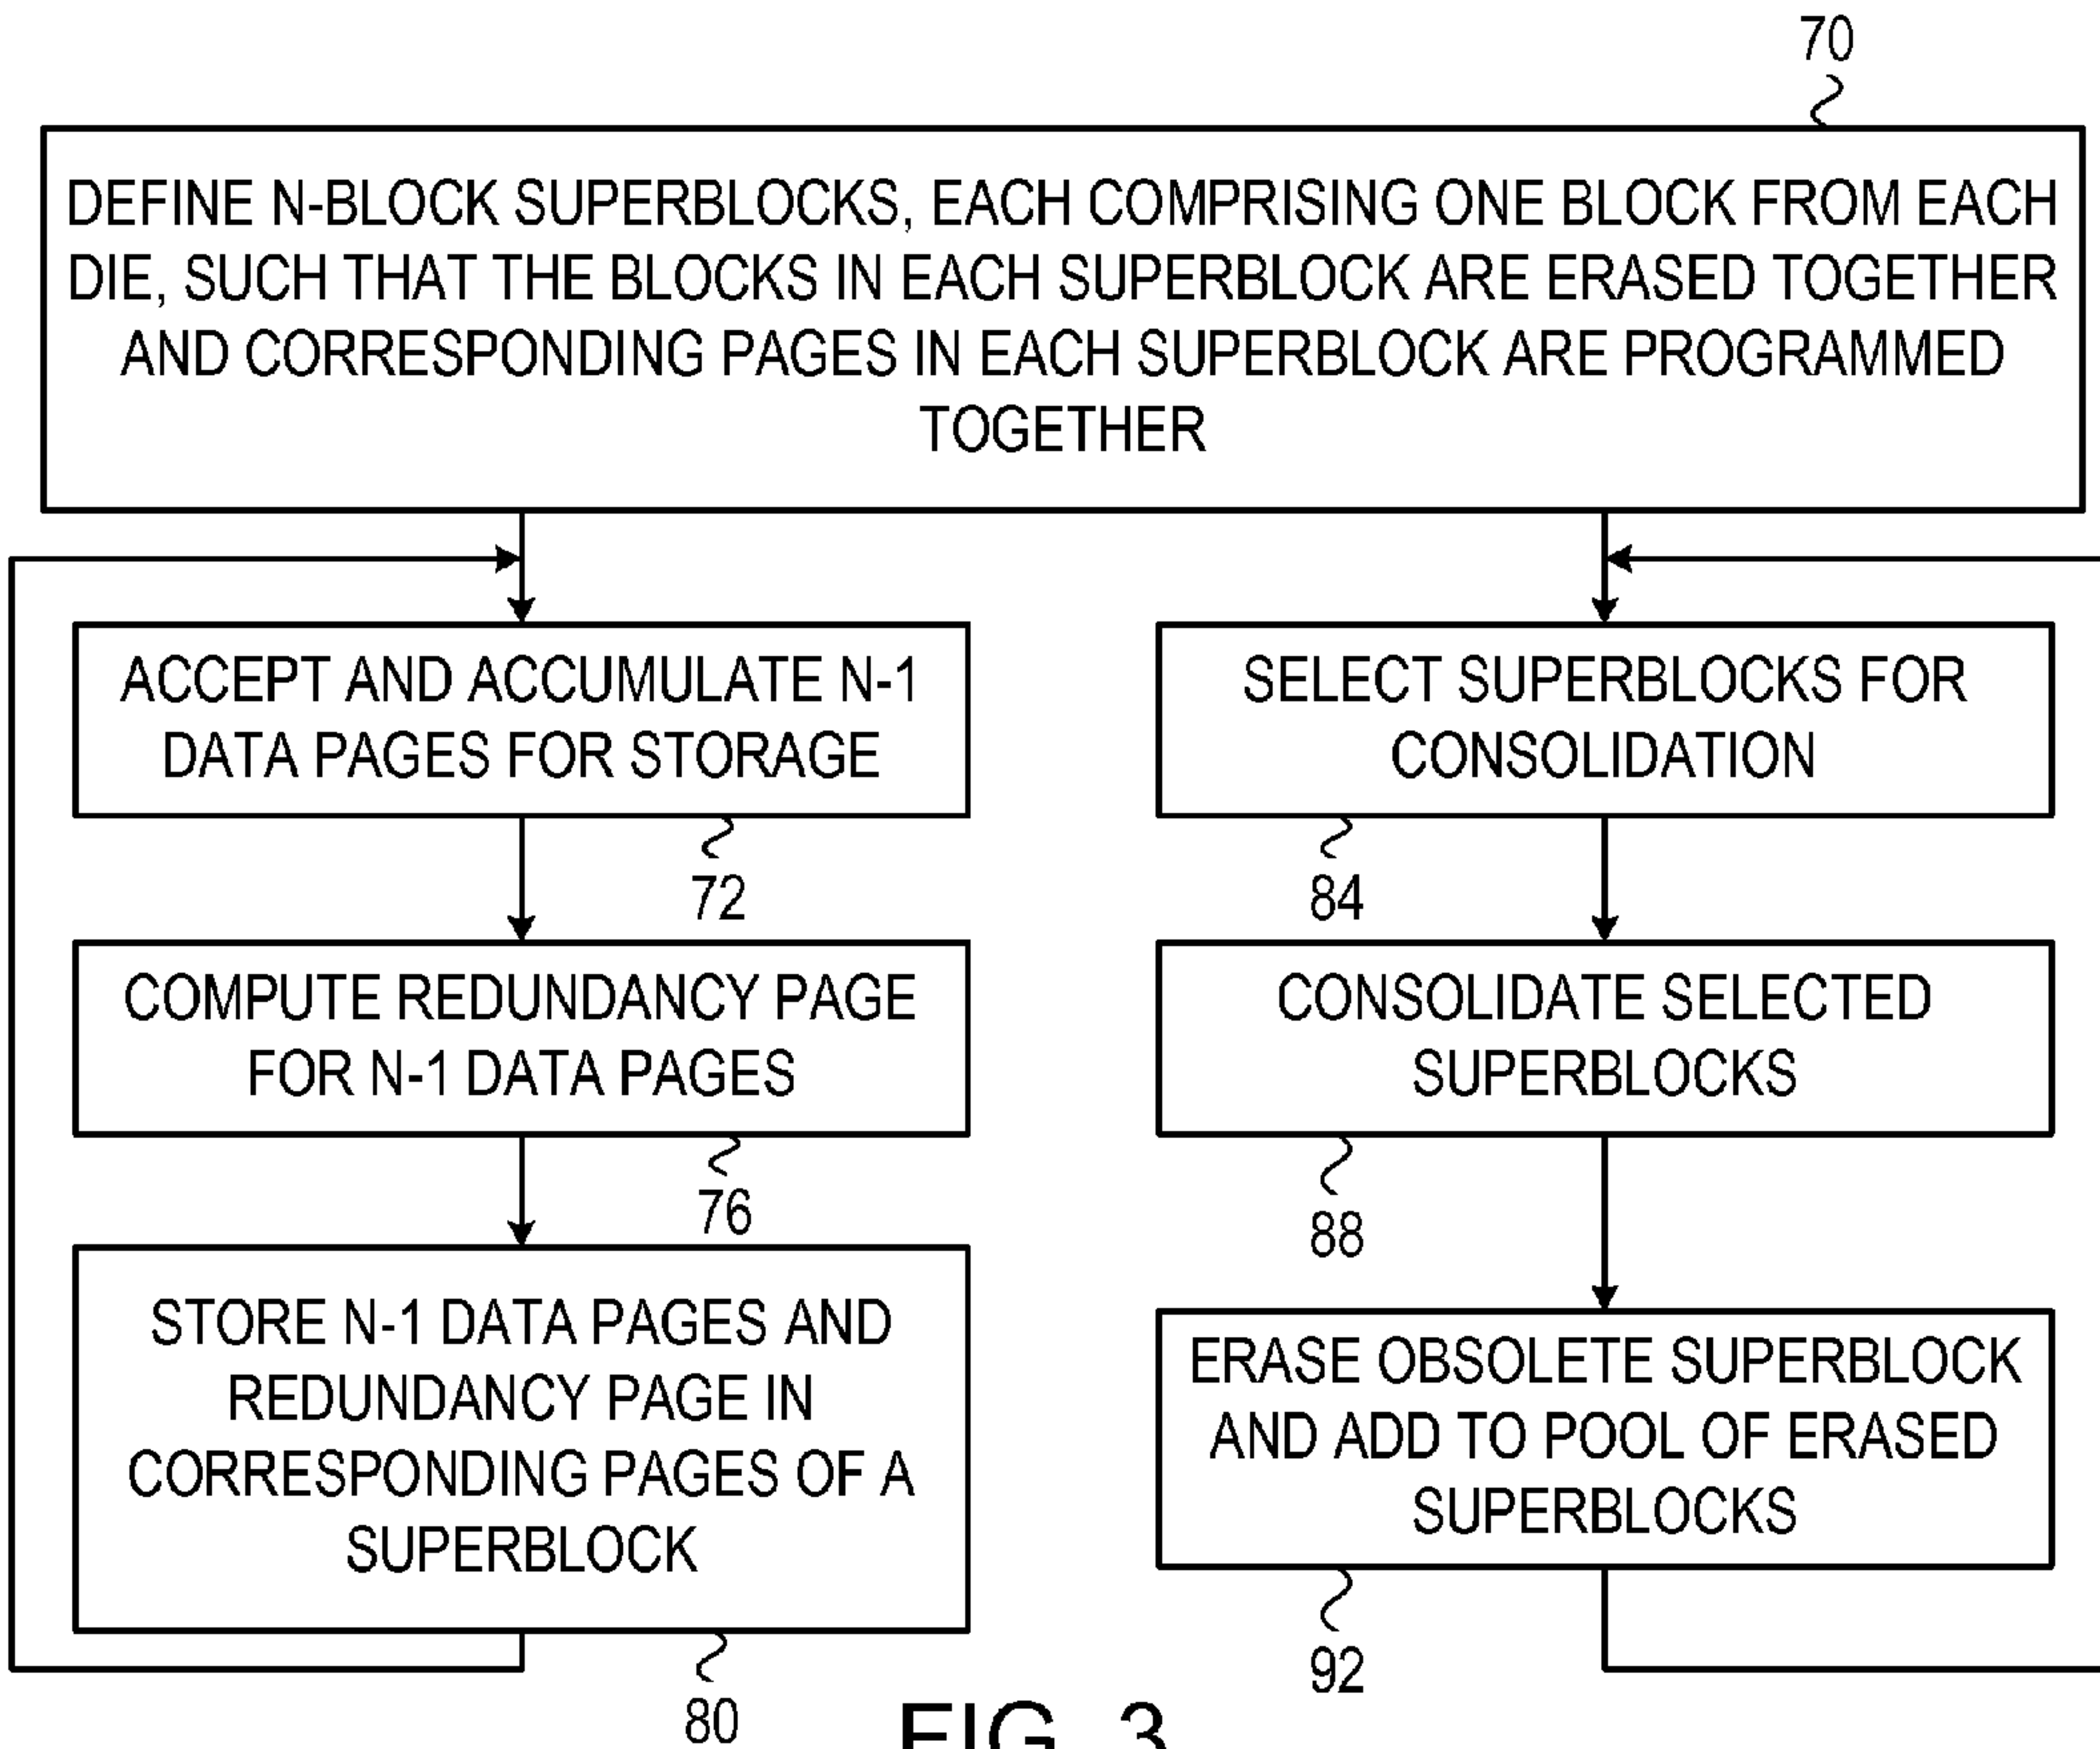 70
DEFINE N-BLOCK SUPERBLOCKS, EACH COMPRISING ONE BLOCK FROM EACH
DIE, SUCH THAT THE BLOCKS IN EACH SUPERBLOCK ARE ERASED TOGETHER
AND CORRESPONDING PAGES IN EACH SUPERBLOCK ARE PROGRAMMED
TOGETHER
ACCEPT AND ACCUMULATE N-1
DATA PAGES FOR STORAGE
72
COMPUTE REDUNDANCY PAGE
FOR N-1 DATA PAGES
76
STORE N-1 DATA PAGES AND
REDUNDANCY PAGE IN
CORRESPONDING PAGES OF A
SUPERBLOCK
80
SELECT SUPERBLOCKS FOR
CONSOLIDATION
84
CONSOLIDATE SELECTED
SUPERBLOCKS
88
ERASE OBSOLETE SUPERBLOCK
AND ADD TO POOL OF ERASED
SUPERBLOCKS
92
FIG. 3